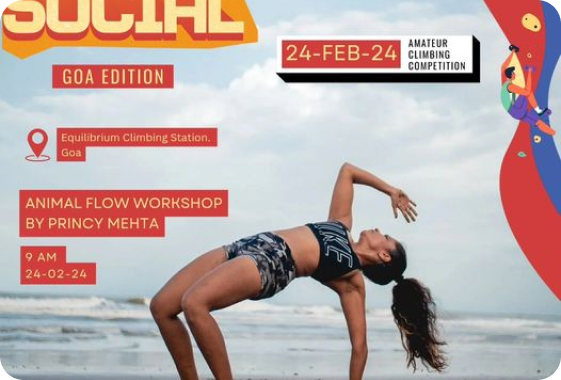 SOCIAL
GOA EDITION
24-FEB-24
AMATEUR
CLIMBING
COMPETITION
Equilibrium Climbing Station.
Goa
ANIMAL FLOW WORKSHOP
BY PRINCY MEHTA
9 AM
24-02-24
NIKE